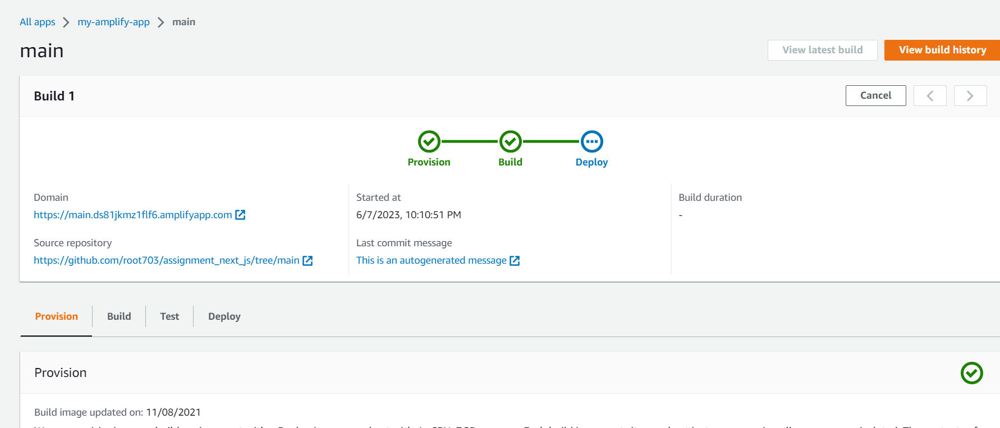 All apps > my-amplify-app > main
main
View latest build
View build history
Build 1
Cancel
Provision
Build
Deploy
Domain
https://main.ds81jkmz1flf6.amplifyapp.com
Started at
6/7/2023, 10:10:51 PM
Build duration
-
Source repository
https://github.com/root703/assignment_next_js/tree/main
Last commit message
This is an autogenerated message
Provision
Build
Test
Deploy
Provision
Build image updated on: 11/08/2021